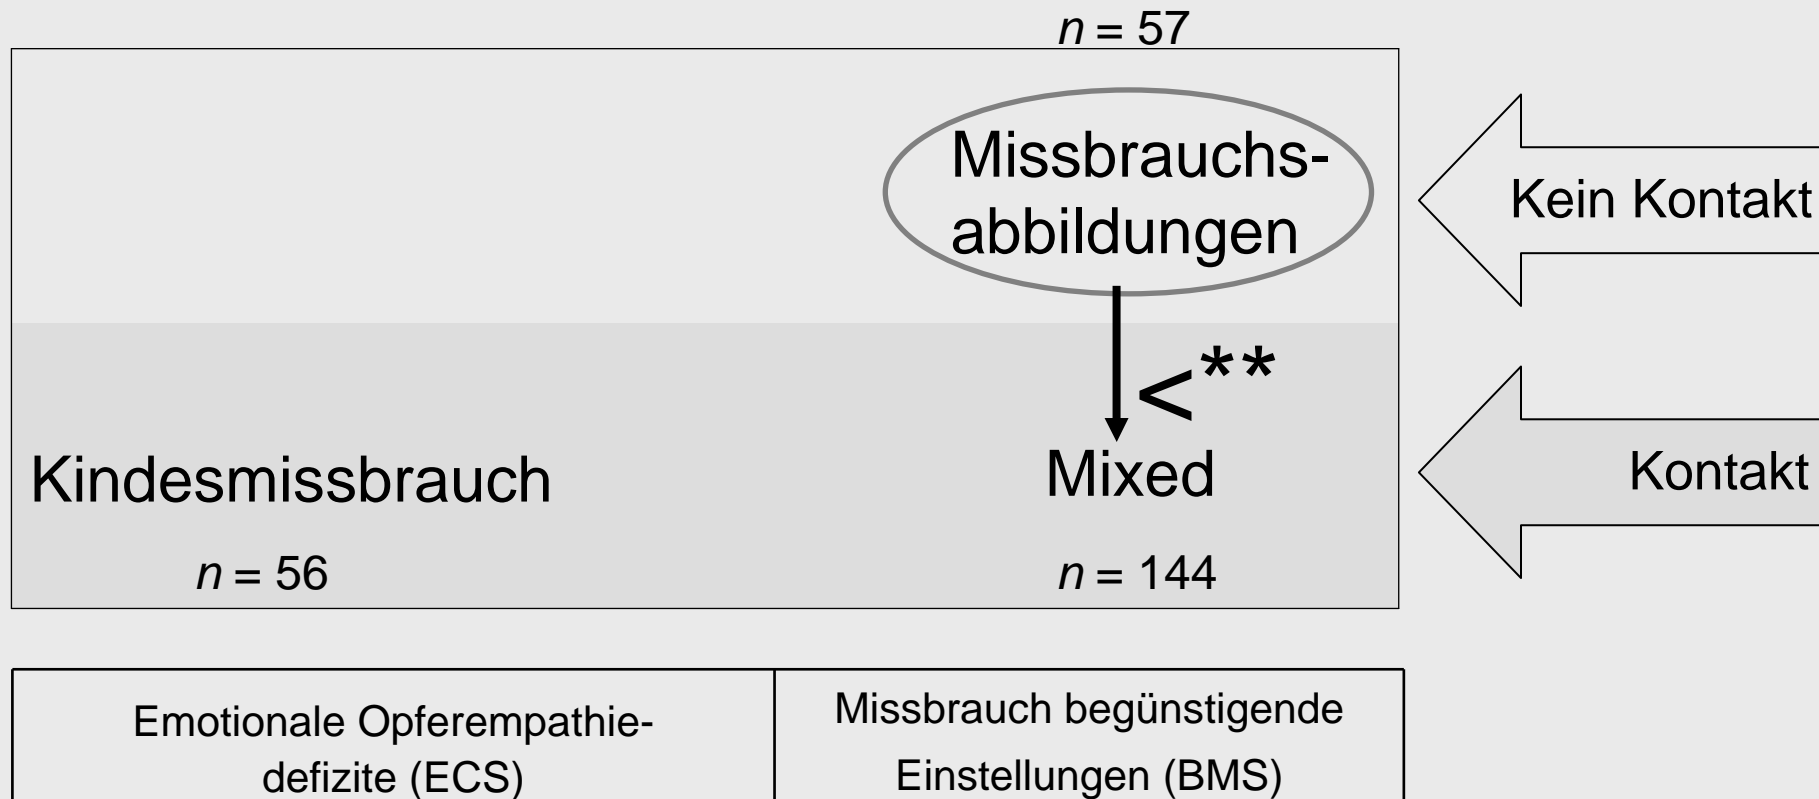 n = 57
Missbrauchs-
abbildungen
Kein Kontakt
<**
Kindesmissbrauch
Mixed
Kontakt
n = 56
n = 144
Emotionale Opferempathie-
defizite (ECS)
Missbrauch begünstigende
Einstellungen (BMS)